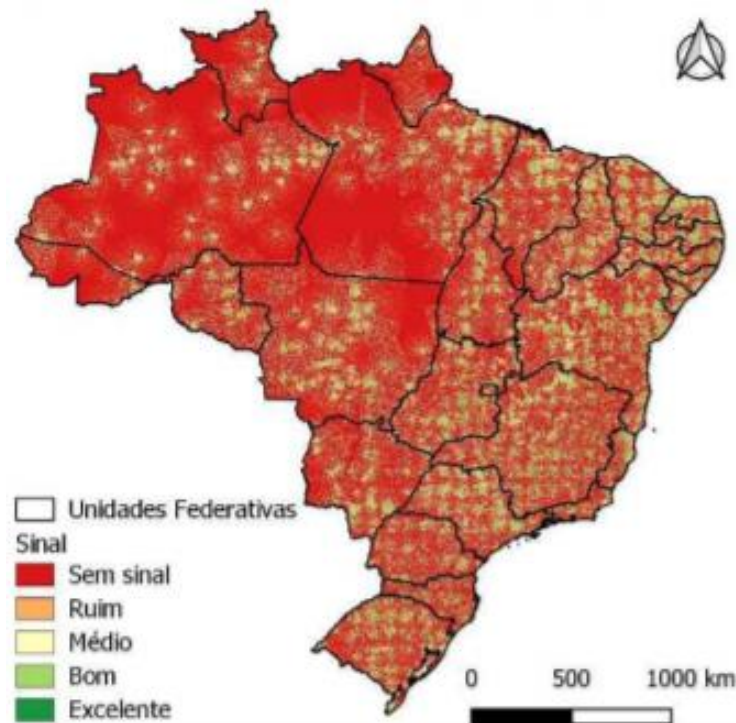 Unidades Federativas
Sinal
Sem sinal
Ruim
Médio
Bom
Excelente
0 500 1000 km